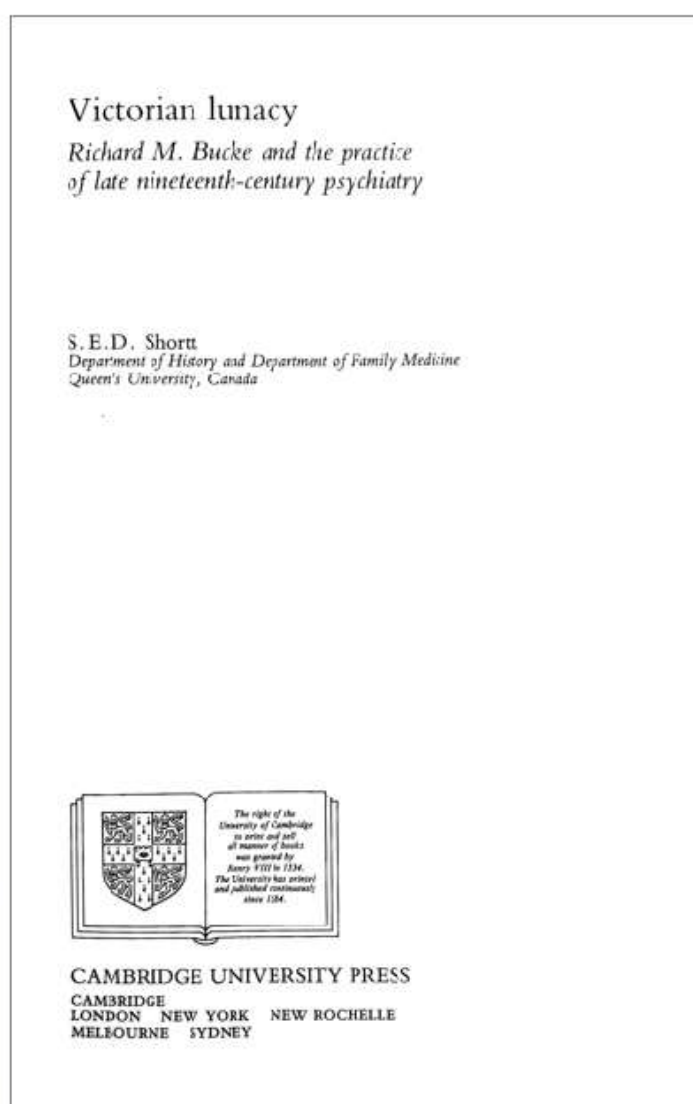 Victorian lunacy
Richard M. Bucke and the practice
of late nineteenth-century psychiatry
S.E.D. Shortt
Department of History and Department of Family Medicine
Queen's University, Canada
The right of the
University of Cambridge
to print and sell
all manner of books
was granted by
Henry VIII in 1534.
The University has printed
and published continuously
since 1584.
CAMBRIDGE UNIVERSITY PRESS
CAMBRIDGE
LONDON NEW YORK NEW ROCHELLE
MELBOURNE SYDNEY